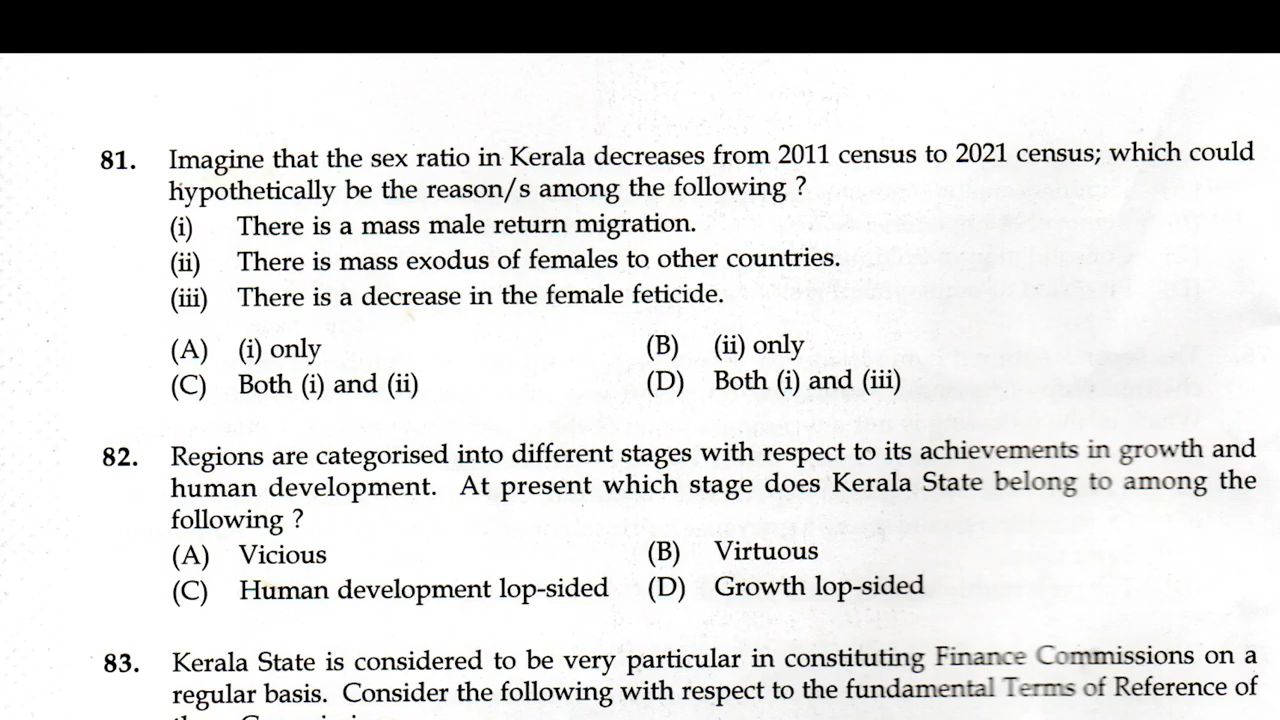 81. Imagine that the sex ratio in Kerala decreases from 2011 census to 2021 census; which could
hypothetically be the reason/s among the following ?
(i) There is a mass male return migration.
(ii) There is mass exodus of females to other countries.
(iii) There is a decrease in the female feticide.
(A) (i) only (B) (ii) only
(C) Both (i) and (ii) (D) Both (i) and (iii)
82. Regions are categorised into different stages with respect to its achievements in growth and
human development. At present which stage does Kerala State belong to among the
following ?
(A) Vicious (B) Virtuous
(C) Human development lop-sided (D) Growth lop-sided
83. Kerala State is considered to be very particular in constituting Finance Commissions on a
regular basis. Consider the following with respect to the fundamental Terms of Reference of